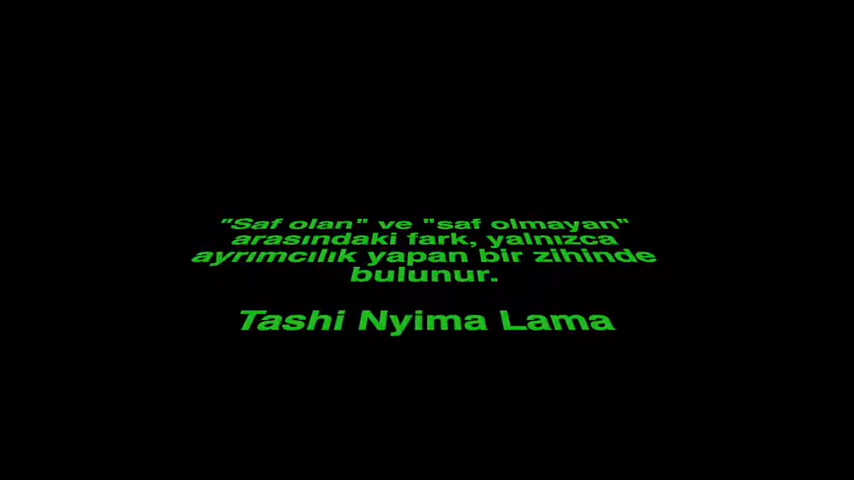 "Saf olan" ve "saf olmayan"
arasındaki fark, yalnızca
ayrımcılık yapan bir zihinde
bulunur.
Tashi Nyima Lama